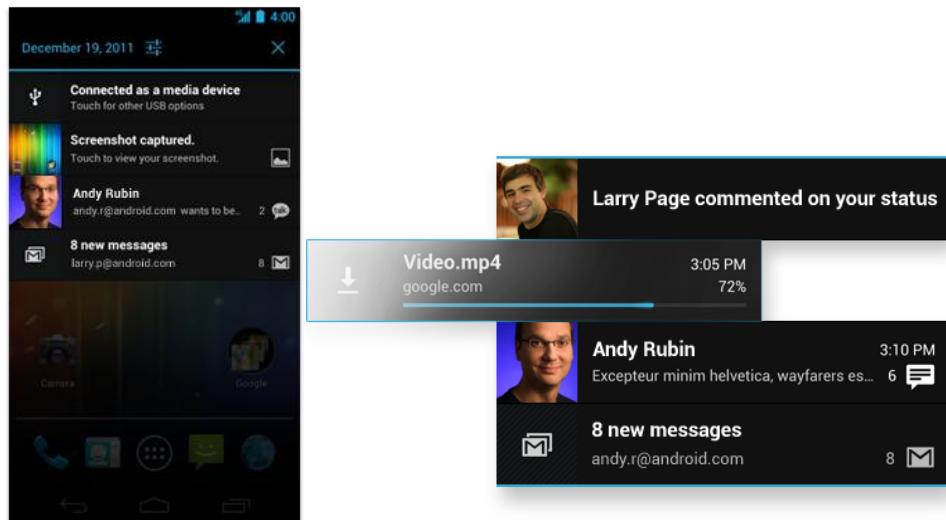 4G 4:00
December 19, 2011
Connected as a media device
Touch for other USB options
Screenshot captured.
Touch to view your screenshot.
Andy Rubin
andy.r@android.com wants to be.. 2 talk
8 new messages
larry.p@android.com 8
Camera
Google
Larry Page commented on your status
Video.mp4 3:05 PM
google.com 72%
Andy Rubin 3:10 PM
Excepteur minim helvetica, wayfarers es... 6
8 new messages
andy.r@android.com 8